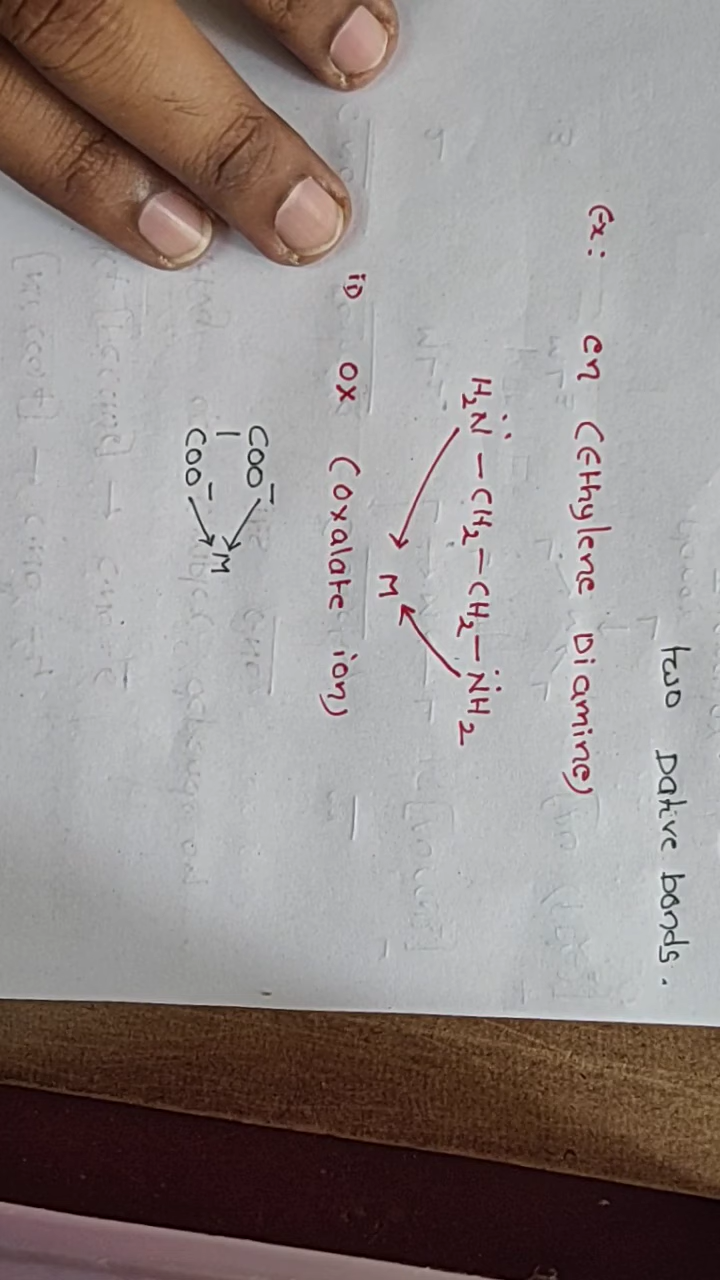 two Dative bonds.
Ex: en (Ethylene Diamine)
H₂N̈ – CH₂ – CH₂ – N̈H₂
M
ii) ox (oxalate ion)
COO⁻
|
COO⁻
M